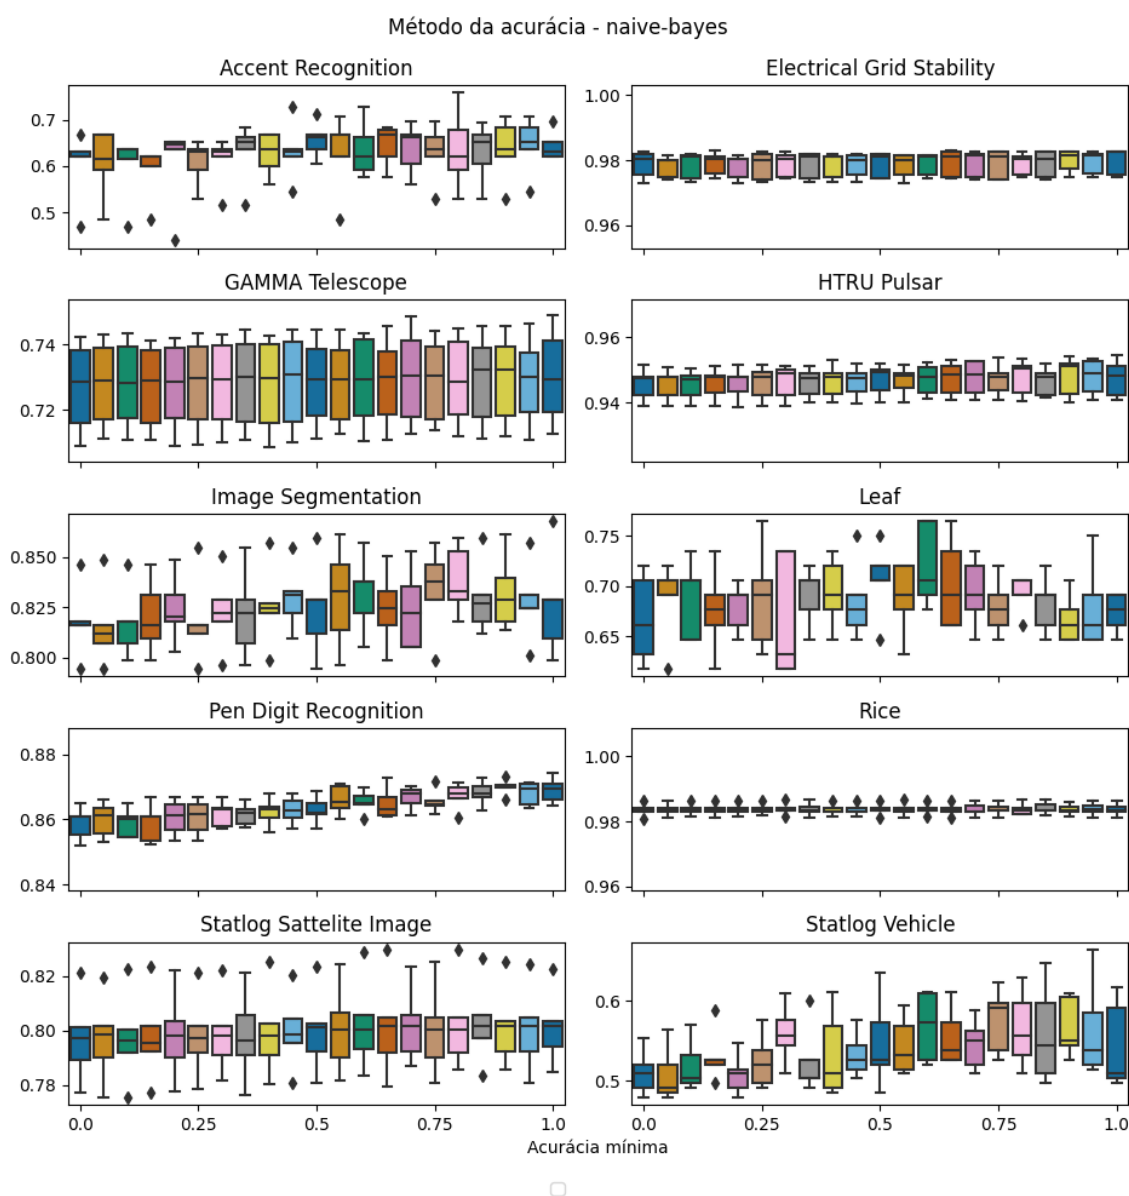 Método da acurácia - naive-bayes
Accent Recognition
Electrical Grid Stability
0.7
0.6
0.5
1.00
0.98
0.96
GAMMA Telescope
HTRU Pulsar
0.74
0.72
0.96
0.94
Image Segmentation
Leaf
0.850
0.825
0.800
0.75
0.70
0.65
Pen Digit Recognition
Rice
0.88
0.86
0.84
1.00
0.98
0.96
Statlog Sattelite Image
Statlog Vehicle
0.82
0.80
0.78
0.6
0.5
0.0 0.25 0.5 0.75 1.0
0.0 0.25 0.5 0.75 1.0
Acurácia mínima